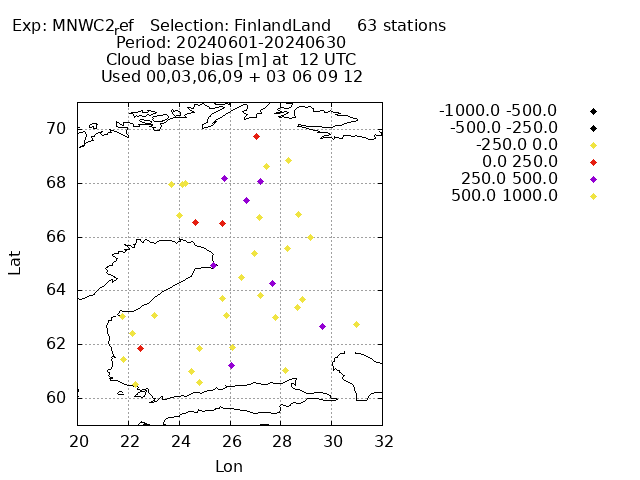 Exp: MNWC2ref Selection: FinlandLand 63 stations
Period: 20240601-20240630
Cloud base bias [m] at 12 UTC
Used 00,03,06,09 + 03 06 09 12
-1000.0 -500.0
-500.0 -250.0
-250.0 0.0
0.0 250.0
250.0 500.0
500.0 1000.0
70
68
66
64
62
60
Lat
20 22 24 26 28 30 32
Lon